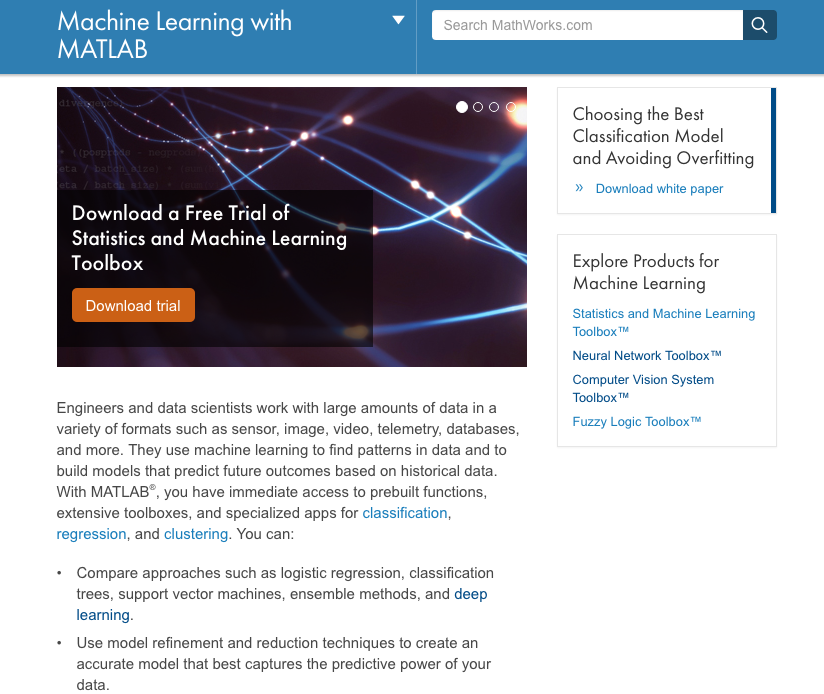 Machine Learning with
MATLAB
Search MathWorks.com
Download a Free Trial of
Statistics and Machine Learning
Toolbox
Download trial
Choosing the Best
Classification Model
and Avoiding Overfitting
» Download white paper
Explore Products for
Machine Learning
Statistics and Machine Learning
Toolbox™
Neural Network Toolbox™
Computer Vision System
Toolbox™
Fuzzy Logic Toolbox™
Engineers and data scientists work with large amounts of data in a
variety of formats such as sensor, image, video, telemetry, databases,
and more. They use machine learning to find patterns in data and to
build models that predict future outcomes based on historical data.
With MATLAB®, you have immediate access to prebuilt functions,
extensive toolboxes, and specialized apps for classification,
regression, and clustering. You can:
• Compare approaches such as logistic regression, classification
trees, support vector machines, ensemble methods, and deep
learning.
• Use model refinement and reduction techniques to create an
accurate model that best captures the predictive power of your
data.